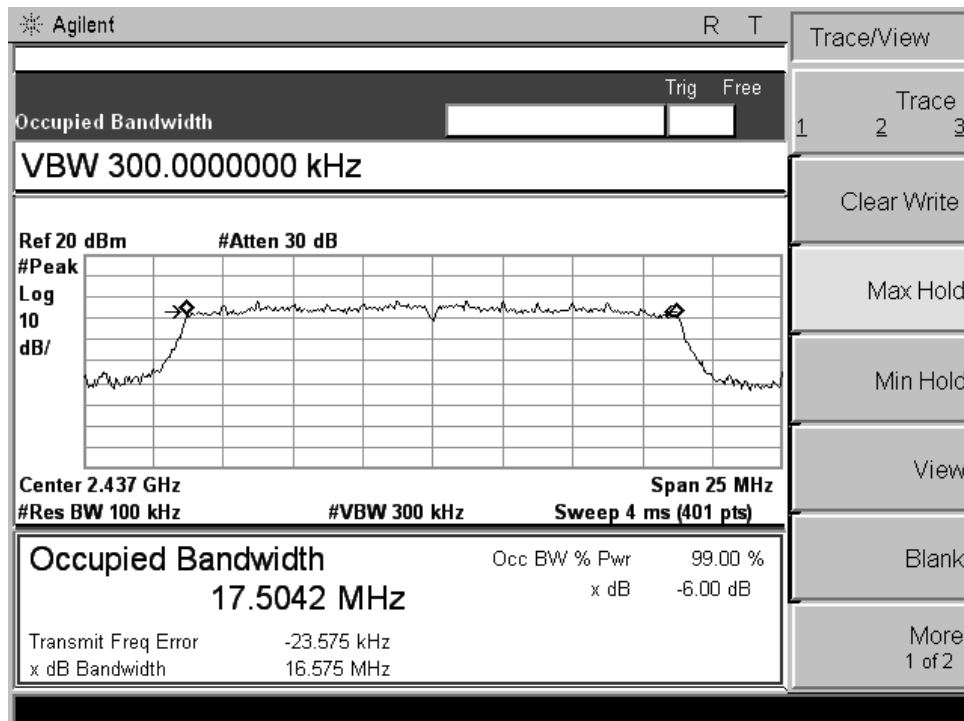 Agilent R T
Trig Free
Occupied Bandwidth
VBW 300.0000000 kHz
Ref 20 dBm #Atten 30 dB
#Peak
Log
10
dB/
Center 2.437 GHz Span 25 MHz
#Res BW 100 kHz #VBW 300 kHz Sweep 4 ms (401 pts)
Occupied Bandwidth Occ BW % Pwr 99.00 %
17.5042 MHz x dB -6.00 dB
Transmit Freq Error -23.575 kHz
x dB Bandwidth 16.575 MHz
Trace/View
Trace
1 2 3
Clear Write
Max Hold
Min Hold
View
Blank
More
1 of 2